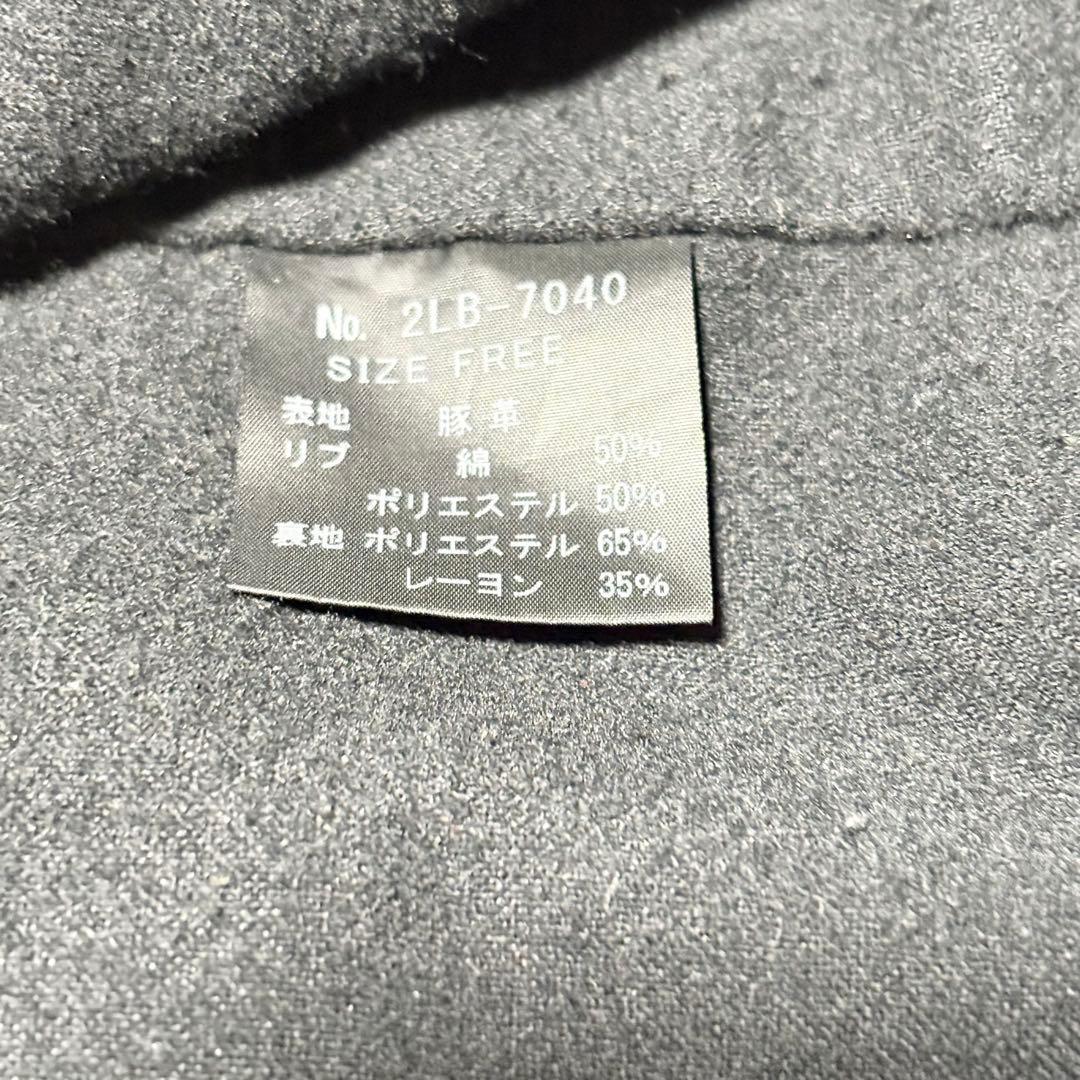 No. 2LB-7040
SIZE FREE
表地 豚革
リブ 綿 50%
ポリエステル 50%
裏地 ポリエステル 65%
レーヨン 35%